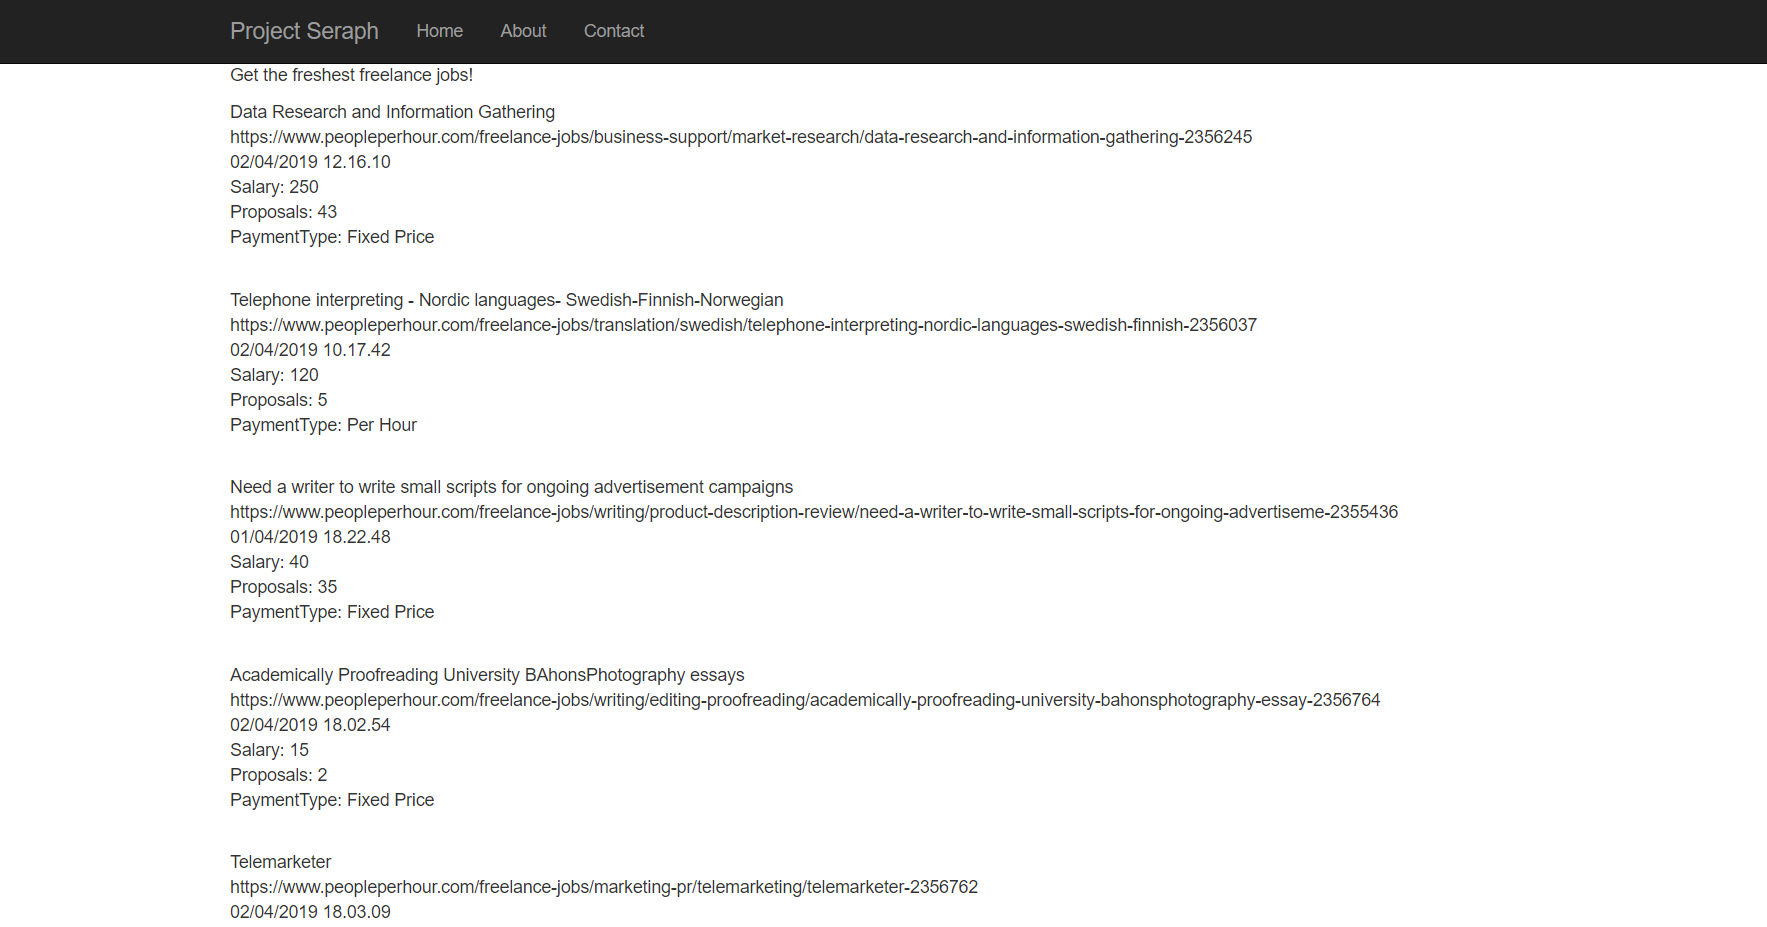 Project Seraph Home About Contact
Get the freshest freelance jobs!
Data Research and Information Gathering
https://www.peopleperhour.com/freelance-jobs/business-support/market-research/data-research-and-information-gathering-2356245
02/04/2019 12.16.10
Salary: 250
Proposals: 43
PaymentType: Fixed Price
Telephone interpreting - Nordic languages- Swedish-Finnish-Norwegian
https://www.peopleperhour.com/freelance-jobs/translation/swedish/telephone-interpreting-nordic-languages-swedish-finnish-2356037
02/04/2019 10.17.42
Salary: 120
Proposals: 5
PaymentType: Per Hour
Need a writer to write small scripts for ongoing advertisement campaigns
https://www.peopleperhour.com/freelance-jobs/writing/product-description-review/need-a-writer-to-write-small-scripts-for-ongoing-advertiseme-2355436
01/04/2019 18.22.48
Salary: 40
Proposals: 35
PaymentType: Fixed Price
Academically Proofreading University BAhonsPhotography essays
https://www.peopleperhour.com/freelance-jobs/writing/editing-proofreading/academically-proofreading-university-bahonsphotography-essay-2356764
02/04/2019 18.02.54
Salary: 15
Proposals: 2
PaymentType: Fixed Price
Telemarketer
https://www.peopleperhour.com/freelance-jobs/marketing-pr/telemarketing/telemarketer-2356762
02/04/2019 18.03.09